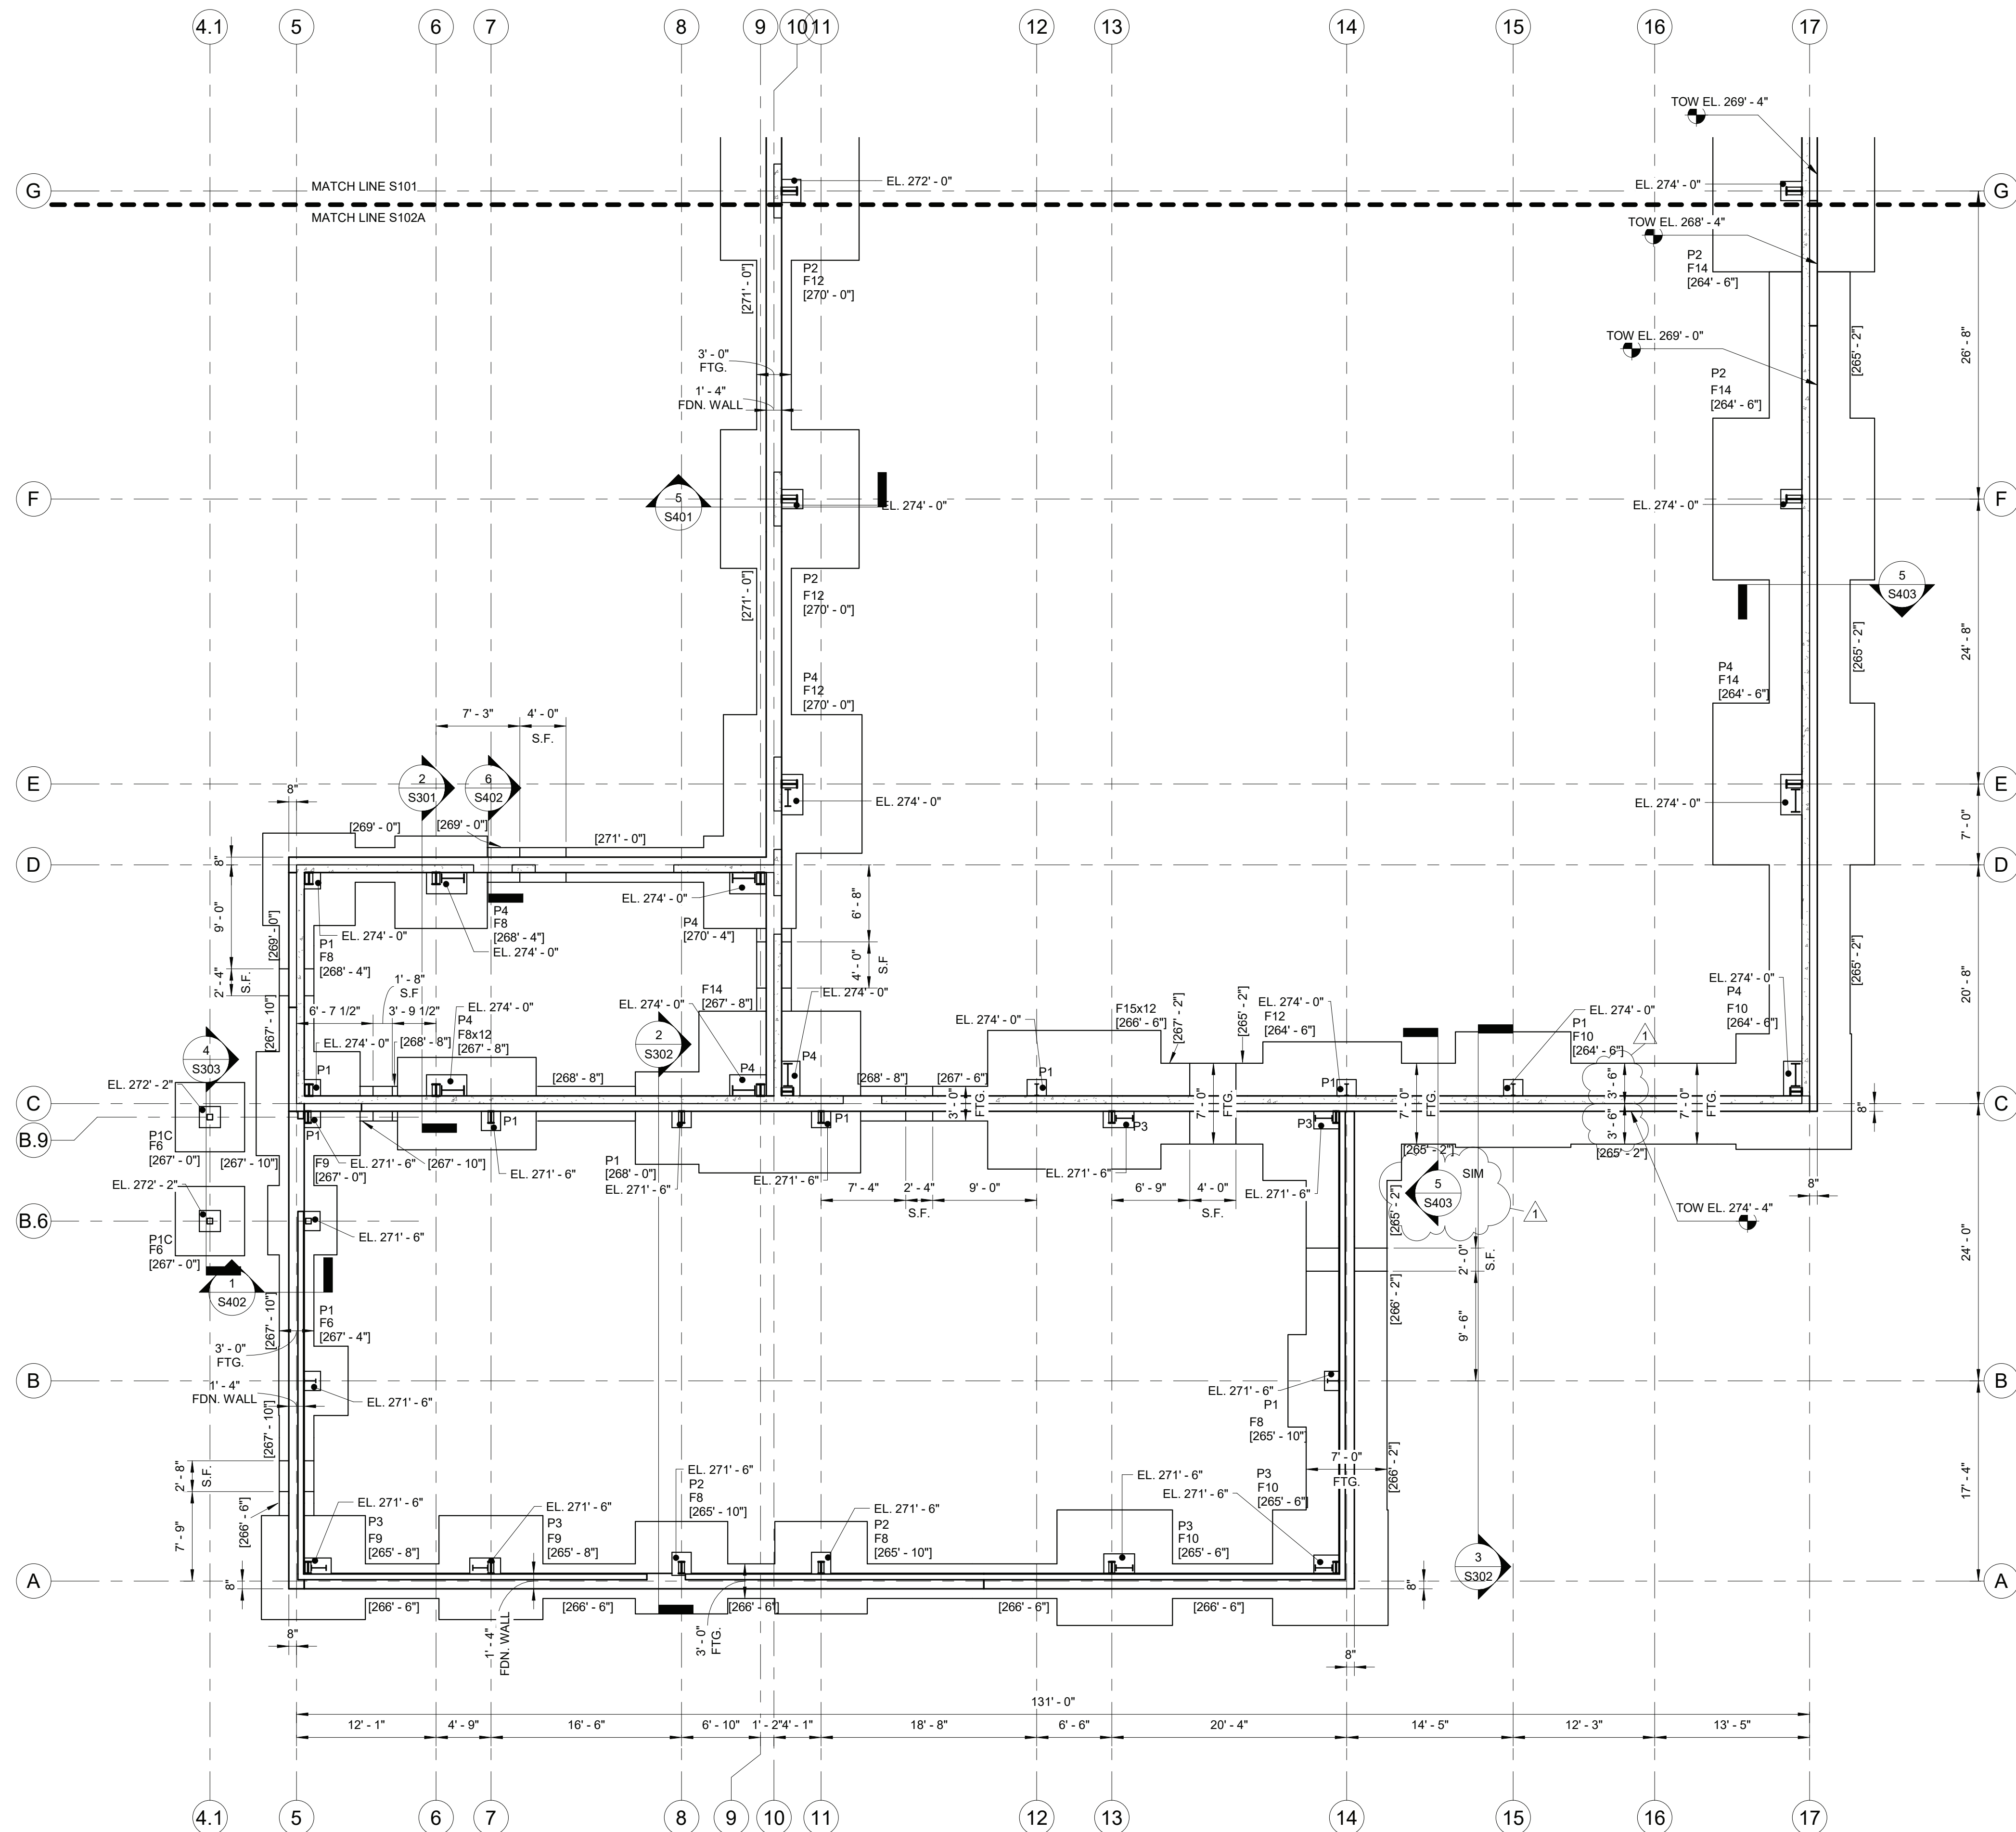 4.1
5
6
7
8
9
10
11
12
13
14
15
16
17
TOW EL. 269' - 4"
G
MATCH LINE S101
EL. 272' - 0"
EL. 274' - 0"
G
MATCH LINE S102A
TOW EL. 268' - 4"
[271' - 0"]
P2
F12
[270' - 0"]
P2
F14
[264' - 6"]
TOW EL. 269' - 0"
[265' - 2"]
26' - 8"
3' - 0"
FTG.
1' - 4"
FDN. WALL
P2
F14
[264' - 6"]
F
5
S401
EL. 274' - 0"
EL. 274' - 0"
F
[271' - 0"]
P2
F12
[270' - 0"]
5
S403
[265' - 2"]
24' - 8"
P4
F12
[270' - 0"]
P4
F14
[264' - 6"]
7' - 3"
4' - 0"
S.F.
E
8"
2
S301
6
S402
EL. 274' - 0"
EL. 274' - 0"
E
[269' - 0"]
[269' - 0"]
[271' - 0"]
7' - 0"
D
8"
D
EL. 274' - 0"
9' - 0"
[269' - 0"]
P1
F8
[268' - 4"]
EL. 274' - 0"
P4
F8
[268' - 4"]
EL. 274' - 0"
P4
[270' - 4"]
6' - 8"
4' - 0"
S.F
[265' - 2"]
20' - 8"
2' - 4"
S.F.
1' - 8"
S.F
6' - 7 1/2"
3' - 9 1/2"
EL. 274' - 0"
P4
F8x12
[267' - 8"]
F14
[267' - 8"]
EL. 274' - 0"
EL. 274' - 0"
[267' - 10"]
EL. 274' - 0"
[268' - 8"]
2
S302
EL. 274' - 0"
F15x12
[266' - 6"]
[267' - 2"]
[265' - 2"]
EL. 274' - 0"
F12
[264' - 6"]
EL. 274' - 0"
P1
F10
[264' - 6"]
1
EL. 274' - 0"
P4
F10
[264' - 6"]
4
S303
EL. 272' - 2"
P1
P4
P4
[268' - 8"]
[268' - 8"]
[267' - 6"]
P1
P1
3' - 0"
FTG.
7' - 0"
FTG.
7' - 0"
FTG.
3' - 6"
3' - 6"
7' - 0"
FTG.
C
C
8"
B.9
P1C
F6
[267' - 0"]
[267' - 10"]
P1
F9
[267' - 0"]
EL. 271' - 6"
[267' - 10"]
P1
EL. 271' - 6"
P1
[268' - 0"]
EL. 271' - 6"
P1
EL. 271' - 6"
P3
EL. 271' - 6"
P3
EL. 271' - 6"
[265' - 2"]
SIM
5
S403
1
[265' - 2"]
EL. 272' - 2"
7' - 4"
2' - 4"
S.F.
9' - 0"
6' - 9"
4' - 0"
S.F.
[265' - 2"]
8"
TOW EL. 274' - 4"
B.6
P1C
F6
[267' - 0"]
EL. 271' - 6"
2' - 0"
S.F.
24' - 0"
1
S402
[267' - 10"]
P1
F6
[267' - 4"]
[266' - 2"]
9' - 6"
3' - 0"
FTG.
B
1' - 4"
FDN. WALL
EL. 271' - 6"
EL. 271' - 6"
P1
F8
[265' - 10"]
B
[267' - 10"]
7' - 0"
FTG.
[266' - 2"]
2' - 8"
S.F.
17' - 4"
[266' - 6"]
7' - 9"
EL. 271' - 6"
P3
F9
[265' - 8"]
EL. 271' - 6"
P3
F9
[265' - 8"]
EL. 271' - 6"
P2
F8
[265' - 10"]
EL. 271' - 6"
P2
F8
[265' - 10"]
EL. 271' - 6"
P3
F10
[265' - 6"]
P3
F10
[265' - 6"]
EL. 271' - 6"
3
S302
A
8"
8"
A
[266' - 6"]
[266' - 6"]
[266' - 6"]
[266' - 6"]
[266' - 6"]
8"
1' - 4"
FDN. WALL
3' - 0"
FTG.
8"
131' - 0"
12' - 1"
4' - 9"
16' - 6"
6' - 10"
1' - 2"
4' - 1"
18' - 8"
6' - 6"
20' - 4"
14' - 5"
12' - 3"
13' - 5"
4.1
5
6
7
8
9
10
11
12
13
14
15
16
17